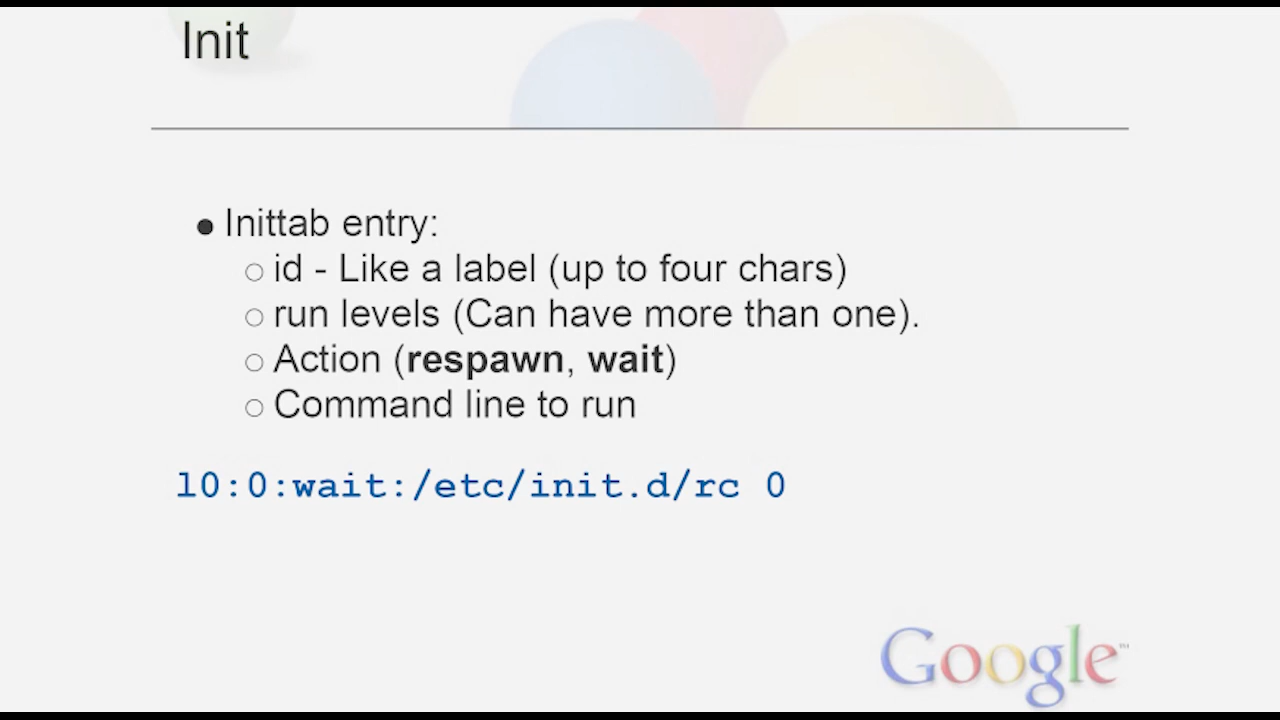 Init
● Inittab entry:
○ id - Like a label (up to four chars)
○ run levels (Can have more than one).
○ Action (respawn, wait)
○ Command line to run
l0:0:wait:/etc/init.d/rc 0
Google™